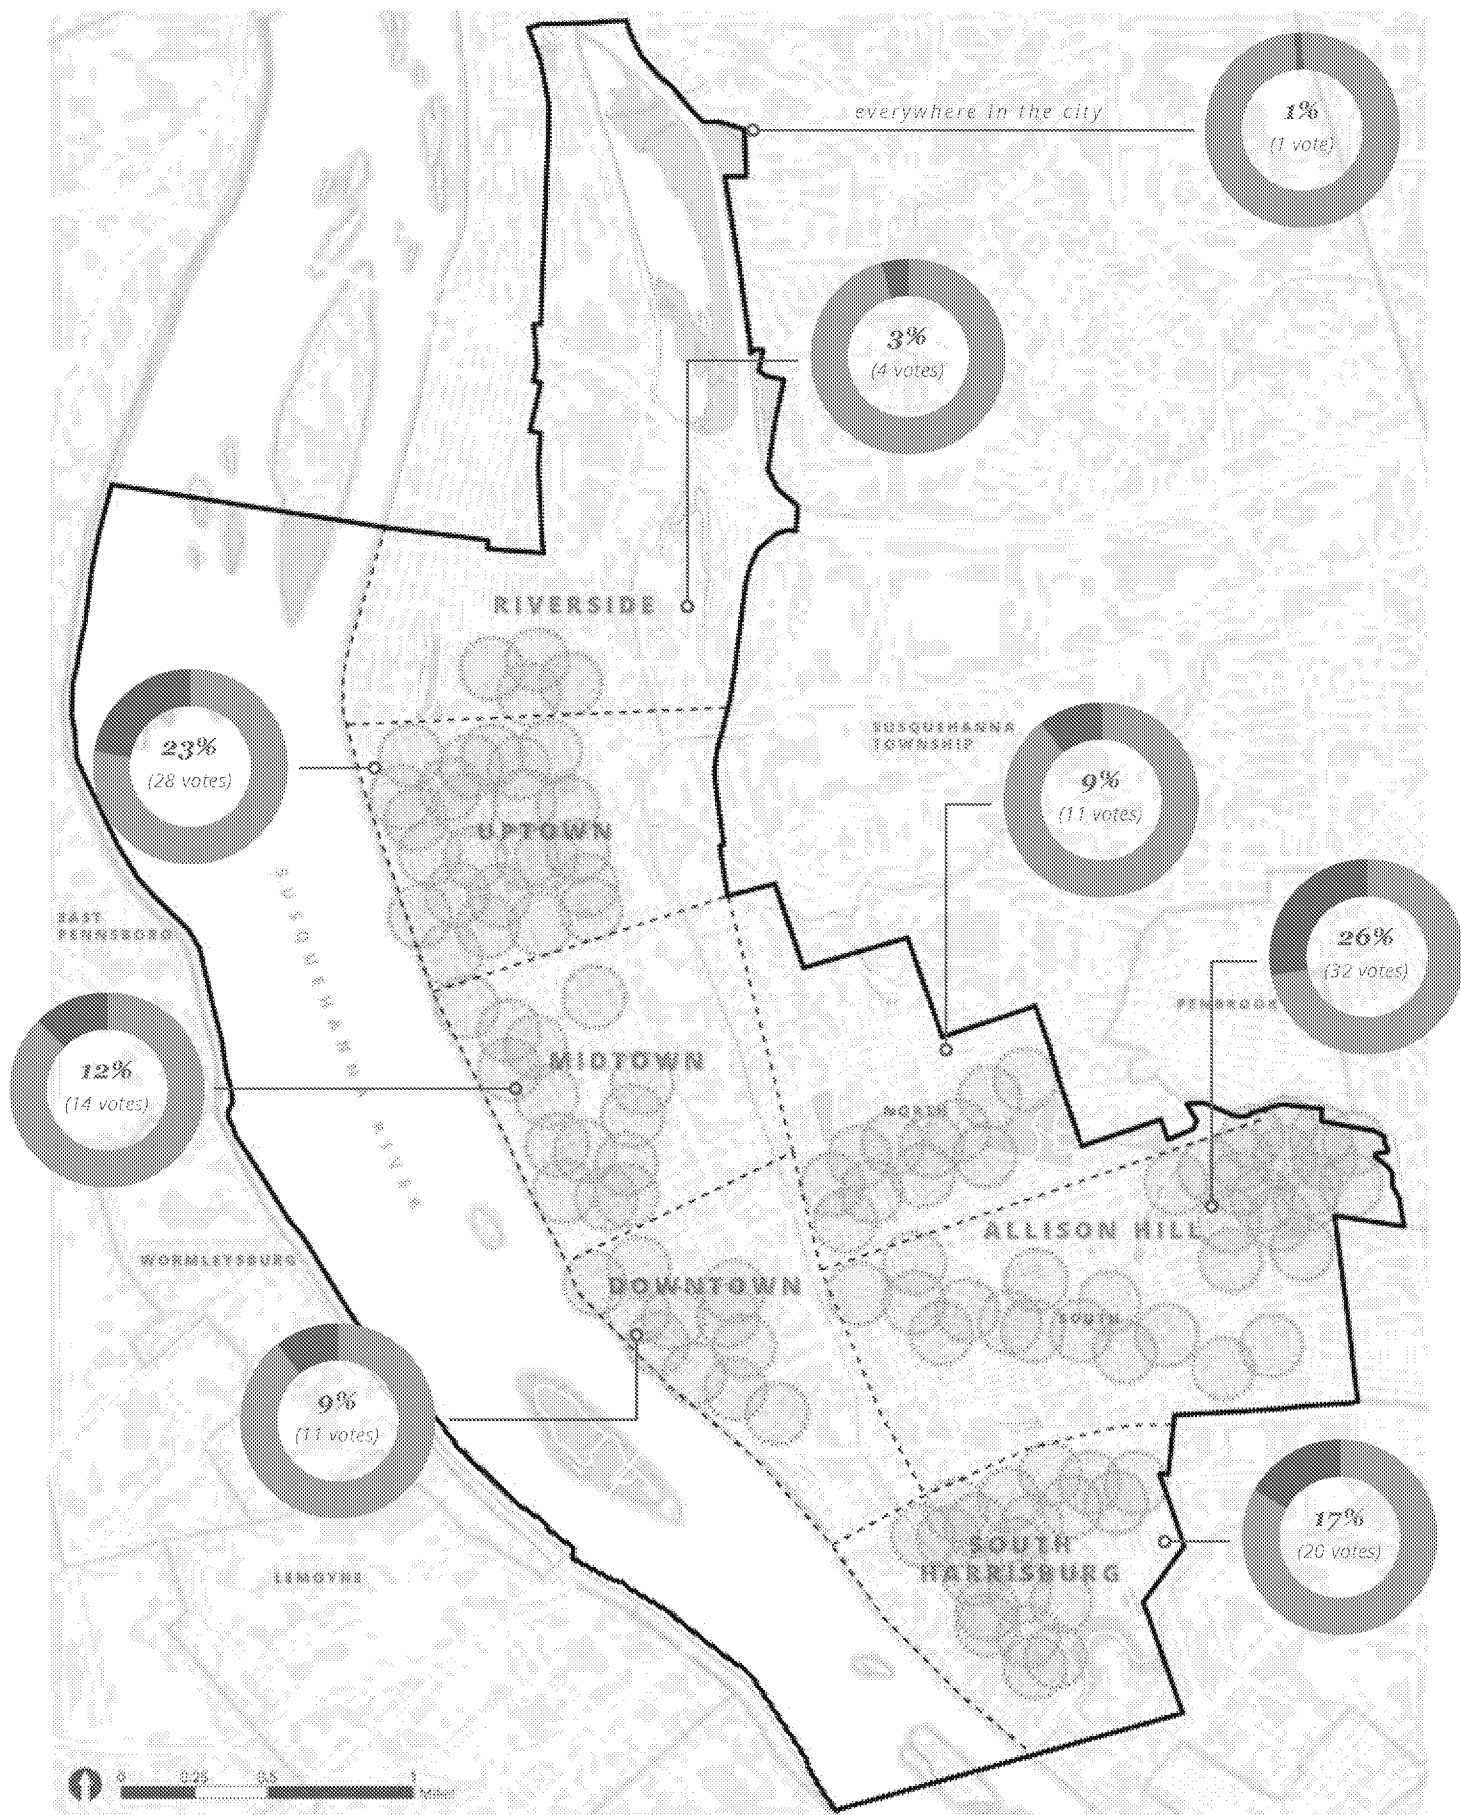 everywhere in the city
1%
(1 vote)
3%
(4 votes)
RIVERSIDE
SUSQUEHANNA
TOWNSHIP
23%
(28 votes)
9%
(11 votes)
UPTOWN
EAST
PENNSBORO
SUSQUEHANNA RIVER
26%
(32 votes)
PENBROOK
12%
(14 votes)
MIDTOWN
NORTH
ALLISON HILL
WORMLEYSBURG
DOWNTOWN
SOUTH
9%
(11 votes)
17%
(20 votes)
SOUTH
HARRISBURG
LEMOYNE
0 0.25 0.5 1
Miles